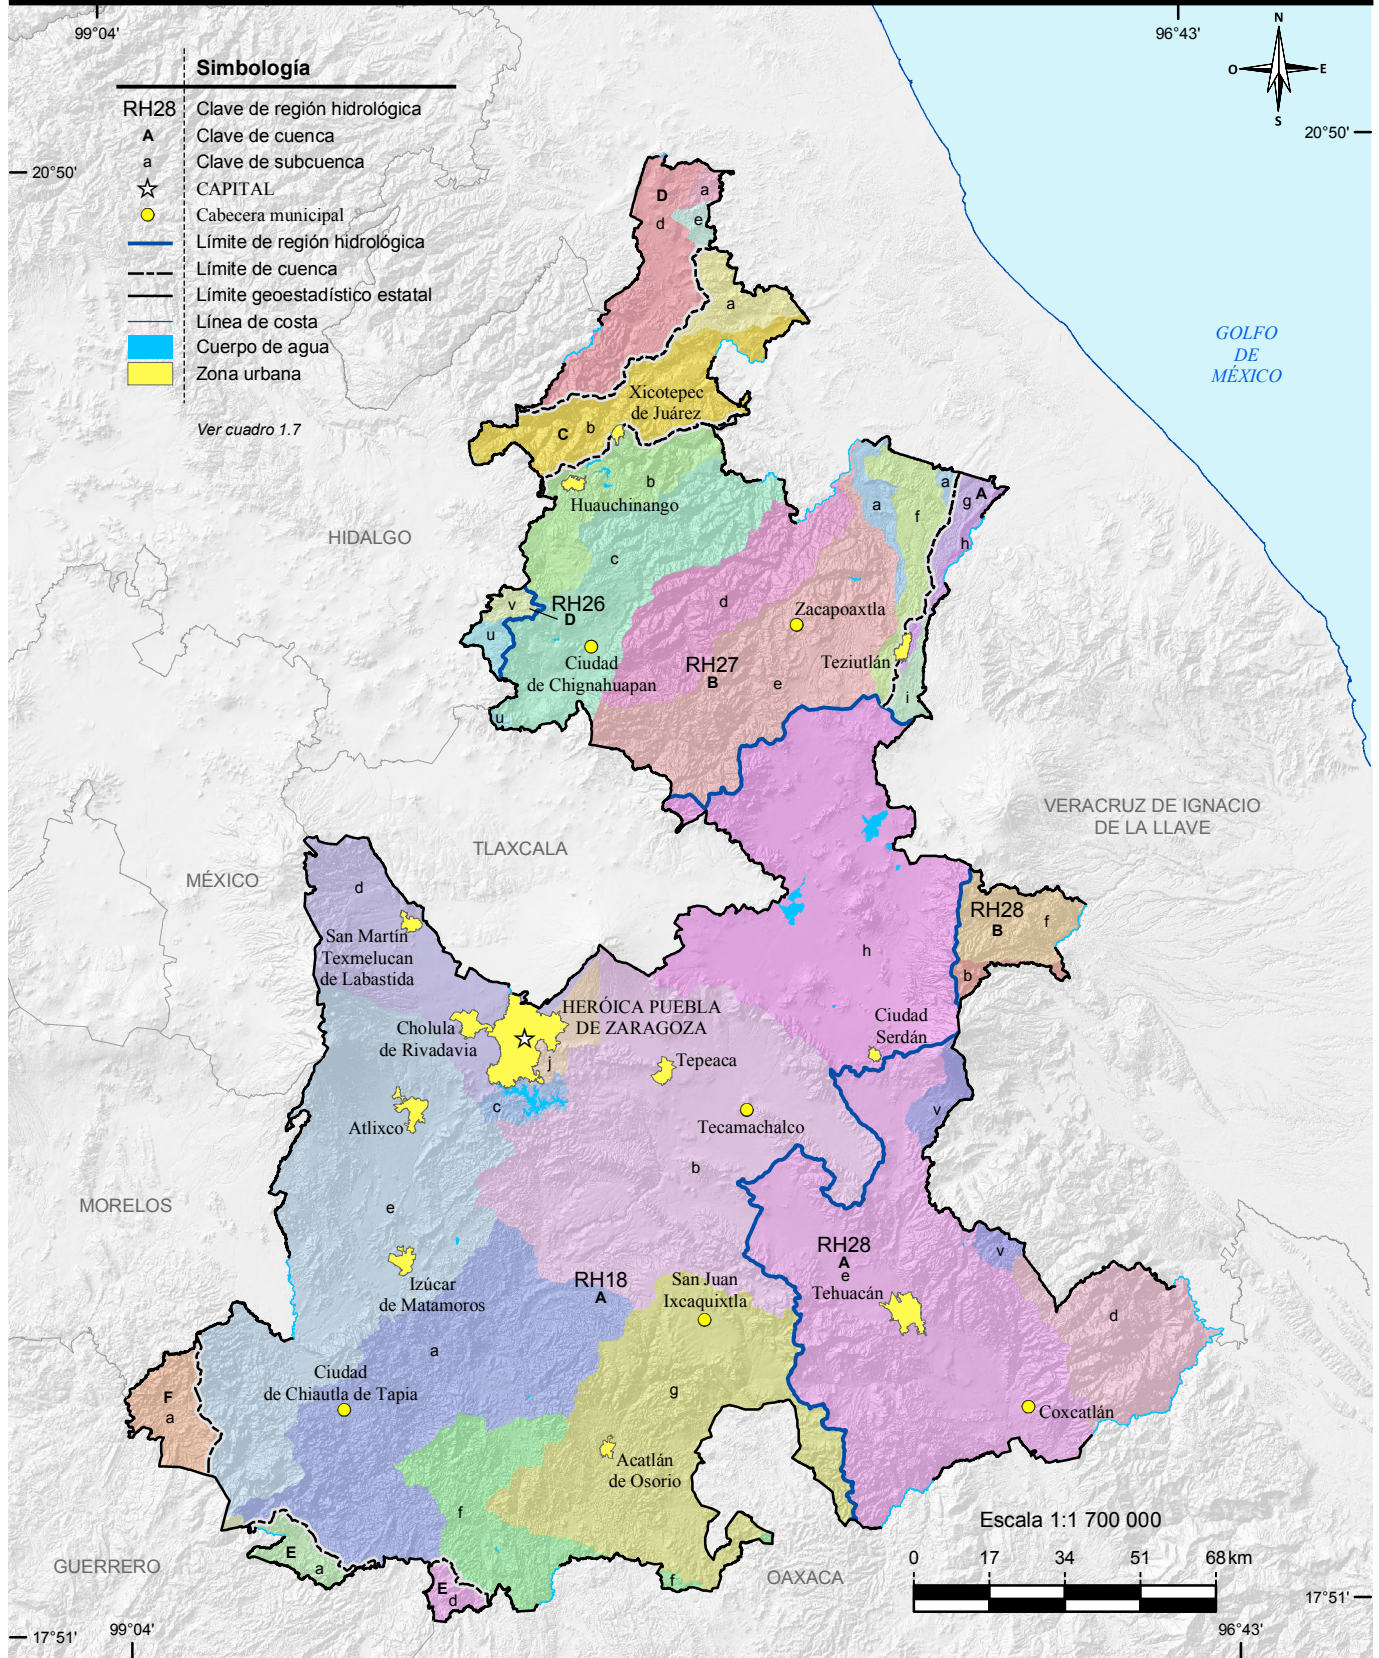 99°04'
96°43'
N
O
E
S
20°50'
20°50'
Simbología
RH28 Clave de región hidrológica
A Clave de cuenca
a Clave de subcuenca
CAPITAL
Cabecera municipal
Límite de región hidrológica
Límite de cuenca
Límite geoestadístico estatal
Línea de costa
Cuerpo de agua
Zona urbana
Ver cuadro 1.7
GOLFO
DE
MÉXICO
D
a
d
e
a
Xicotepec
de Juárez
C
b
b
Huauchinango
a
a
f
g
A
h
HIDALGO
c
v
RH26
D
u
d
Zacapoaxtla
Ciudad
de Chignahuapan
RH27
B
e
Teziutlán
i
u
VERACRUZ DE IGNACIO
DE LA LLAVE
TLAXCALA
MÉXICO
d
San Martín
Texmelucan
de Labastida
RH28
B
f
b
h
HERÓICA PUEBLA
DE ZARAGOZA
Cholula
de Rivadavia
Ciudad
Serdán
j
Tepeaca
c
Atlixco
Tecamachalco
v
b
MORELOS
e
v
RH28
A
e
Tehuacán
Izúcar
de Matamoros
RH18
A
San Juan
Ixcaquixtla
d
a
Ciudad
de Chiautla de Tapia
g
F
a
Coxcatlán
Acatlán
de Osorio
f
Escala 1:1 700 000
0 17 34 51 68 km
GUERRERO
E
a
E
d
f
OAXACA
17°51'
17°51'
99°04'
96°43'